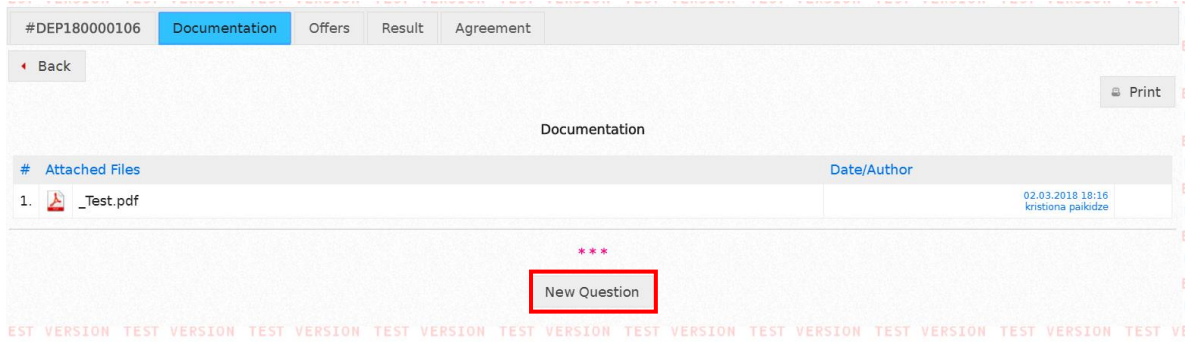 #DEP180000106 Documentation Offers Result Agreement
Back
Print
Documentation
# Attached Files Date/Author
1. _Test.pdf 02.03.2018 18:16
kristiona paikidze
***
New Question
EST VERSION TEST VERSION TEST VERSION TEST VERSION TEST VERSION TEST VERSION TEST VERSION TEST VERSION TEST VERSION TEST VE